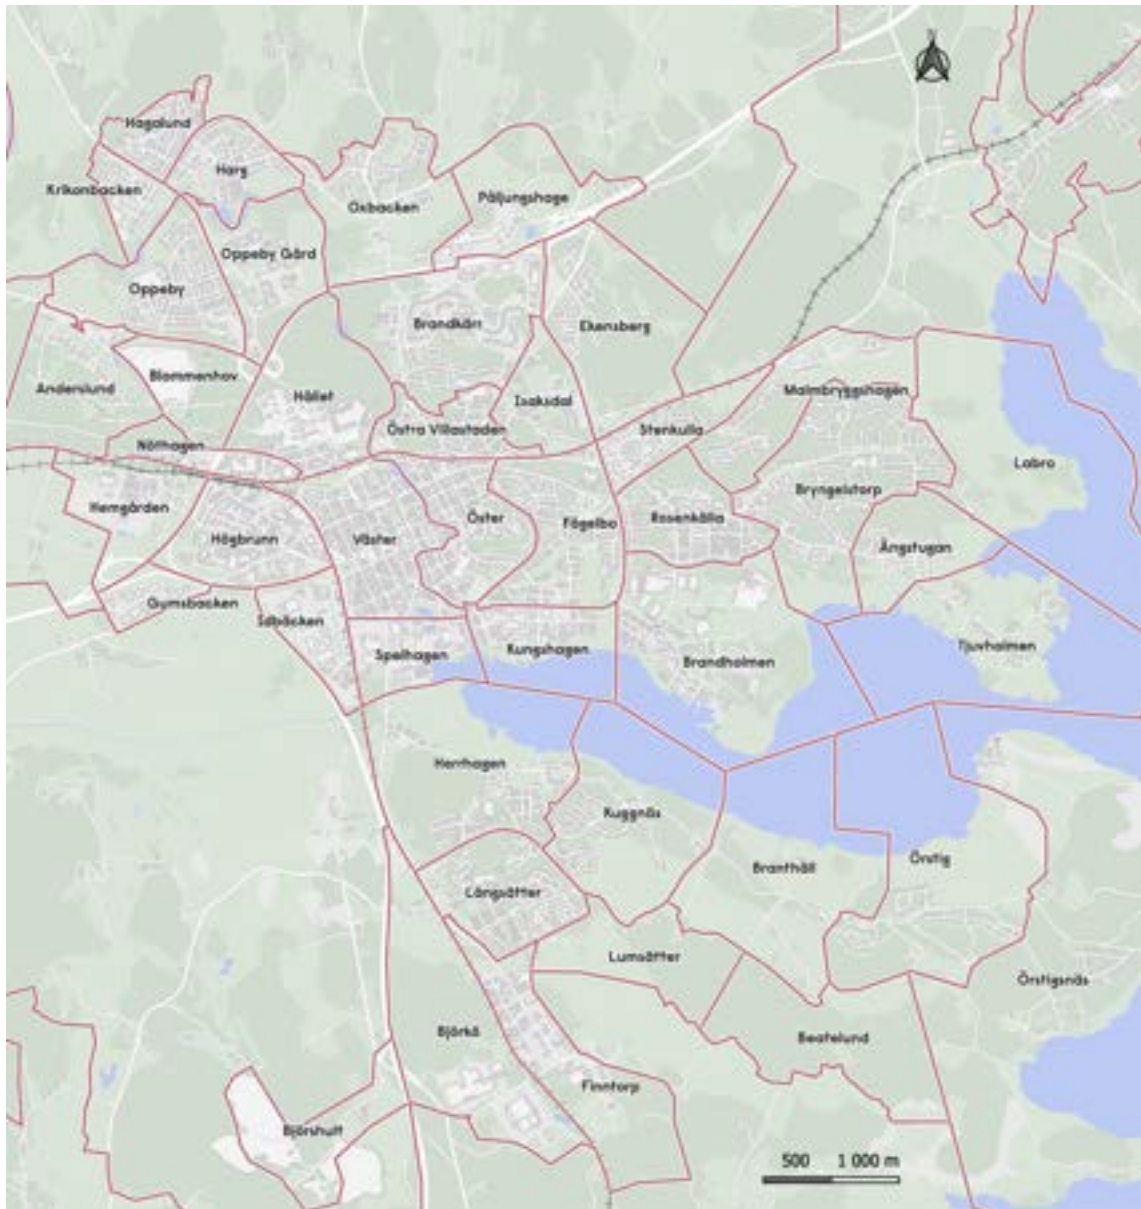 N
Hagalund
Harg
Krikonbacken
Oxbacken
Påljungshage
Oppeby Gård
Oppeby
Brandkärr
Ekensberg
Anderslund
Blommenhov
Hållet
Isaksdal
Malmbryggshagen
Östra Villastaden
Stenkulla
Nöthagen
Labro
Hemgården
Bryngelstorp
Högbrunn
Väster
Öster
Fågelbo
Rosenkälla
Ängstugan
Gumsbacken
Idbäcken
Spelhagen
Kungshagen
Brandholmen
Tjuvholmen
Herrhagen
Kuggnäs
Branthäll
Örstig
Långsätter
Lumsätter
Örstigsnäs
Björkö
Beatelund
Finntorp
Björshult
500 1 000 m